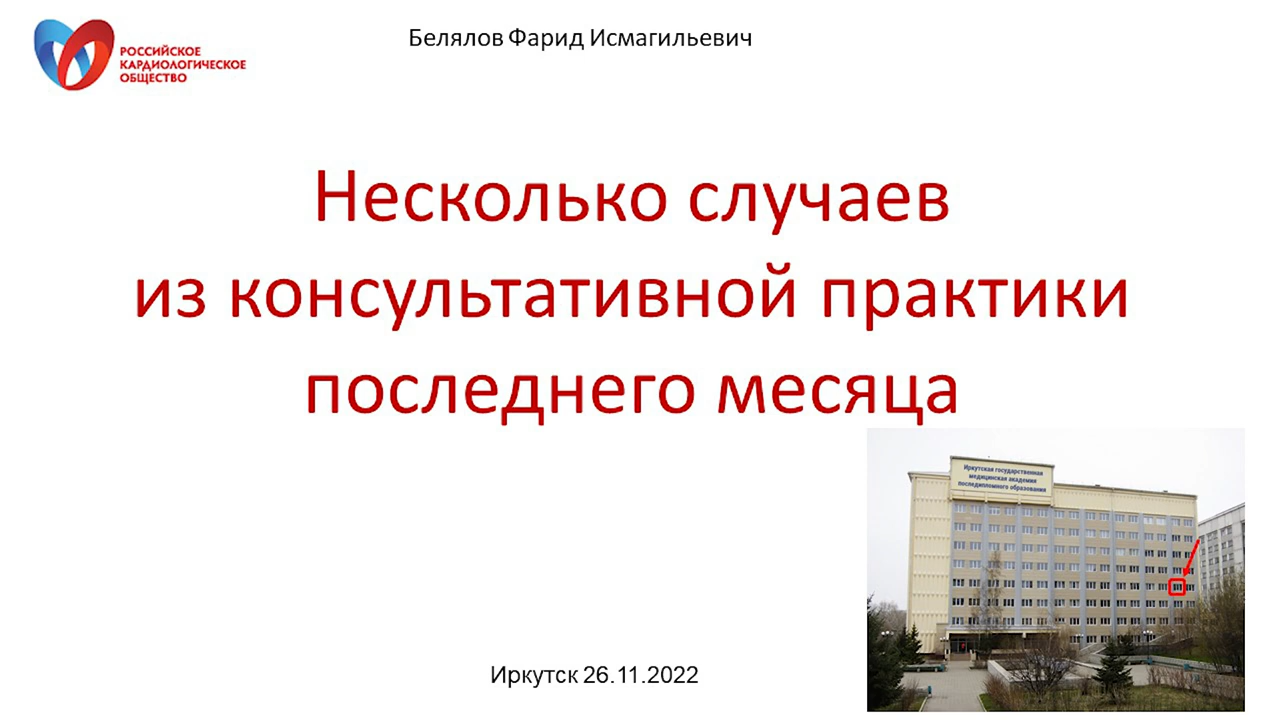 РОССИЙСКОЕ
КАРДИОЛОГИЧЕСКОЕ
ОБЩЕСТВО
Белялов Фарид Исмагильевич
Несколько случаев
из консультативной практики
последнего месяца
Иркутская государственная
медицинская академия
последипломного образования
Иркутск 26.11.2022